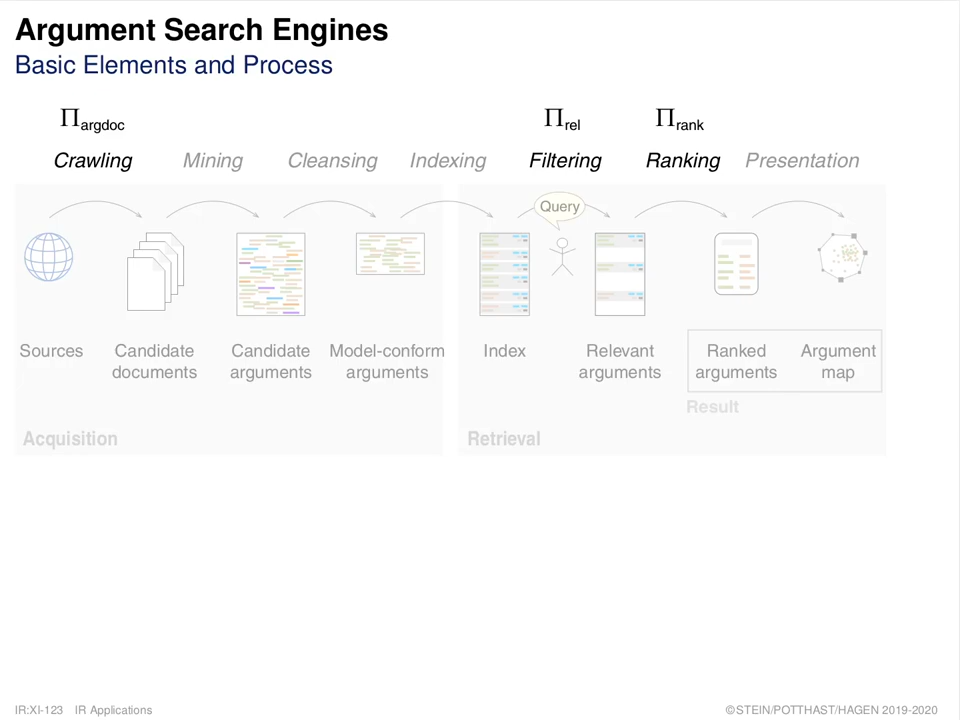 Argument Search Engines
Basic Elements and Process
Πargdoc Πrel Πrank
Crawling Mining Cleansing Indexing Filtering Ranking Presentation
Query
Sources Candidate documents Candidate arguments Model-conform arguments Index Relevant arguments Ranked arguments Argument map
Result
Acquisition Retrieval
IR:XI-123 IR Applications ©STEIN/POTTHAST/HAGEN 2019-2020